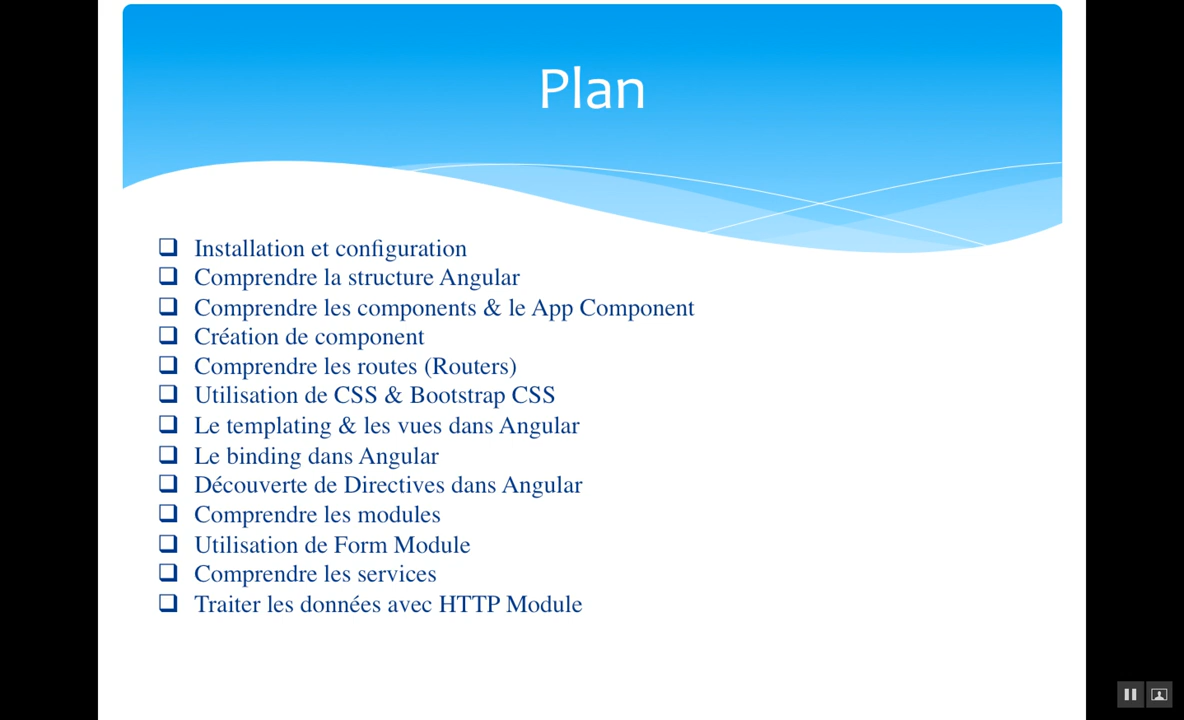 Plan
Installation et configuration
Comprendre la structure Angular
Comprendre les components & le App Component
Création de component
Comprendre les routes (Routers)
Utilisation de CSS & Bootstrap CSS
Le templating & les vues dans Angular
Le binding dans Angular
Découverte de Directives dans Angular
Comprendre les modules
Utilisation de Form Module
Comprendre les services
Traiter les données avec HTTP Module